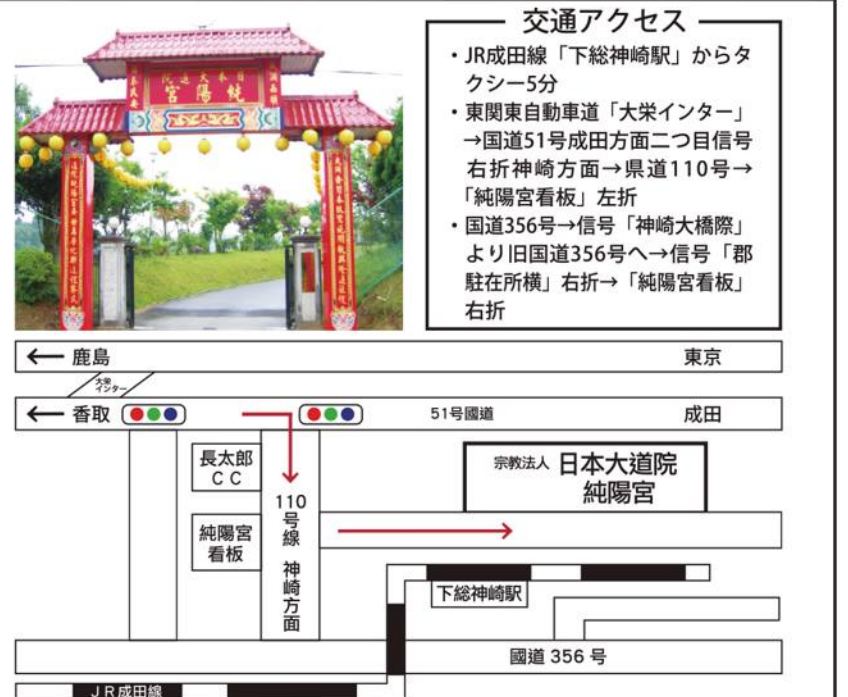 純陽宮
交通アクセス
・JR成田線「下総神崎駅」からタ
クシー5分
・東関東自動車道「大栄インター」
→国道51号成田方面二つ目信号
右折神崎方面→県道110号→
「純陽宮看板」左折
・国道356号→信号「神崎大橋際」
より旧国道356号へ→信号「郡
駐在所横」右折→「純陽宮看板」
右折
← 鹿島
東京
大栄
インター
← 香取
51号國道
成田
長太郎
CC
110号線 神崎方面
宗教法人 日本大道院
純陽宮
純陽宮
看板
下総神崎駅
國道 356 号
JR成田線